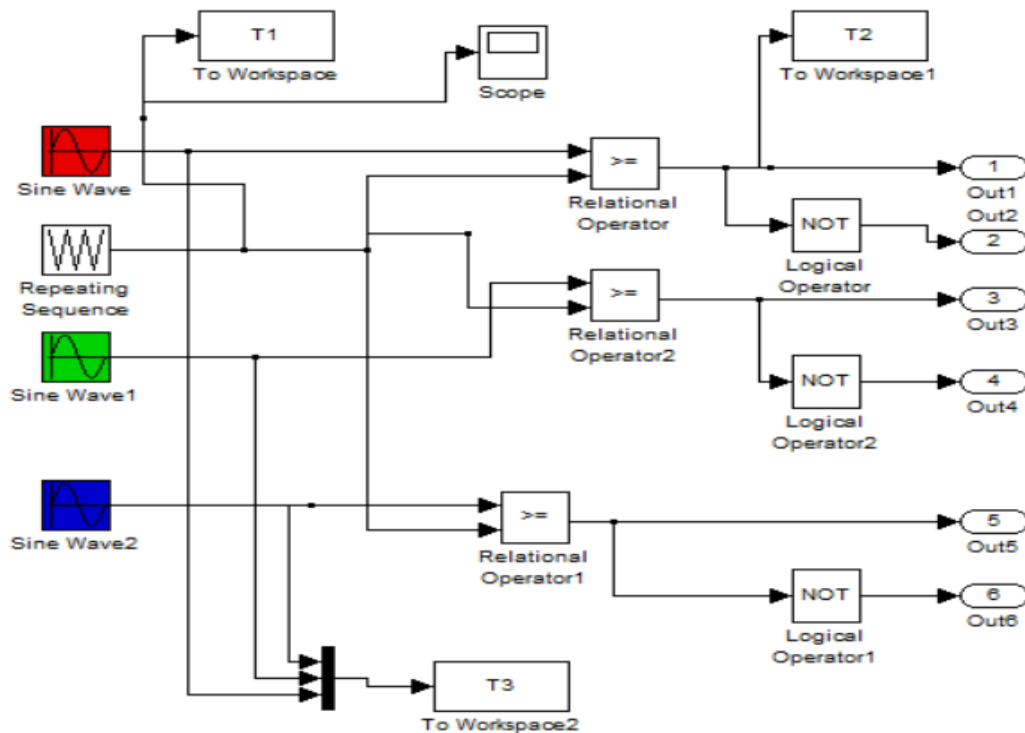 T1
To Workspace
Scope
T2
To Workspace1
Sine Wave
>=
Relational
Operator
1
Out1
Out2
2
NOT
Logical
Operator
Repeating
Sequence
>=
Relational
Operator2
3
Out3
Sine Wave1
NOT
Logical
Operator2
4
Out4
Sine Wave2
>=
Relational
Operator1
5
Out5
NOT
Logical
Operator1
6
Out6
T3
To Workspace2